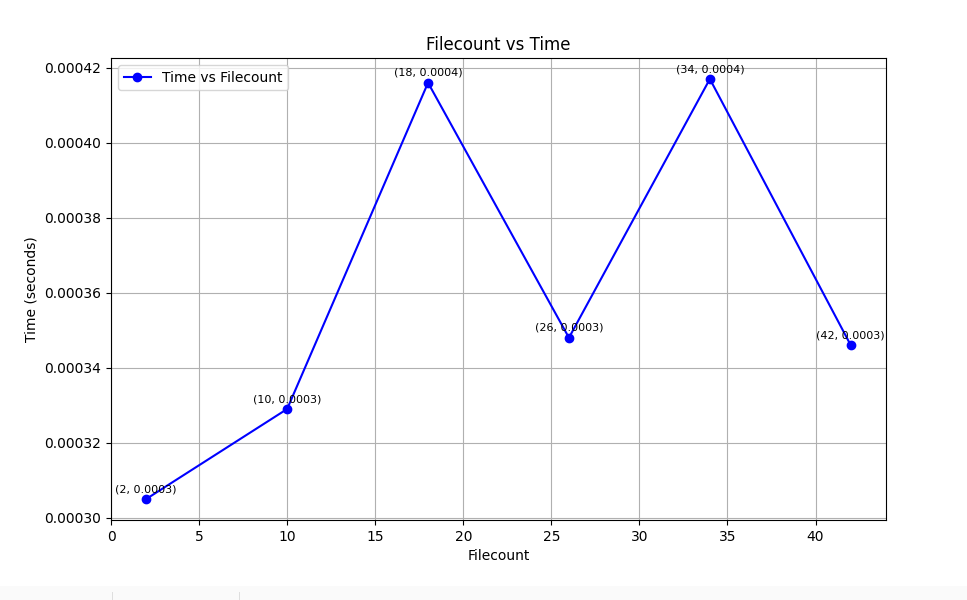 Filecount vs Time
Time vs Filecount
(18, 0.0004)
(34, 0.0004)
(26, 0.0003)
(42, 0.0003)
(10, 0.0003)
(2, 0.0003)
0.00042
0.00040
0.00038
0.00036
0.00034
0.00032
0.00030
Time (seconds)
0 5 10 15 20 25 30 35 40
Filecount